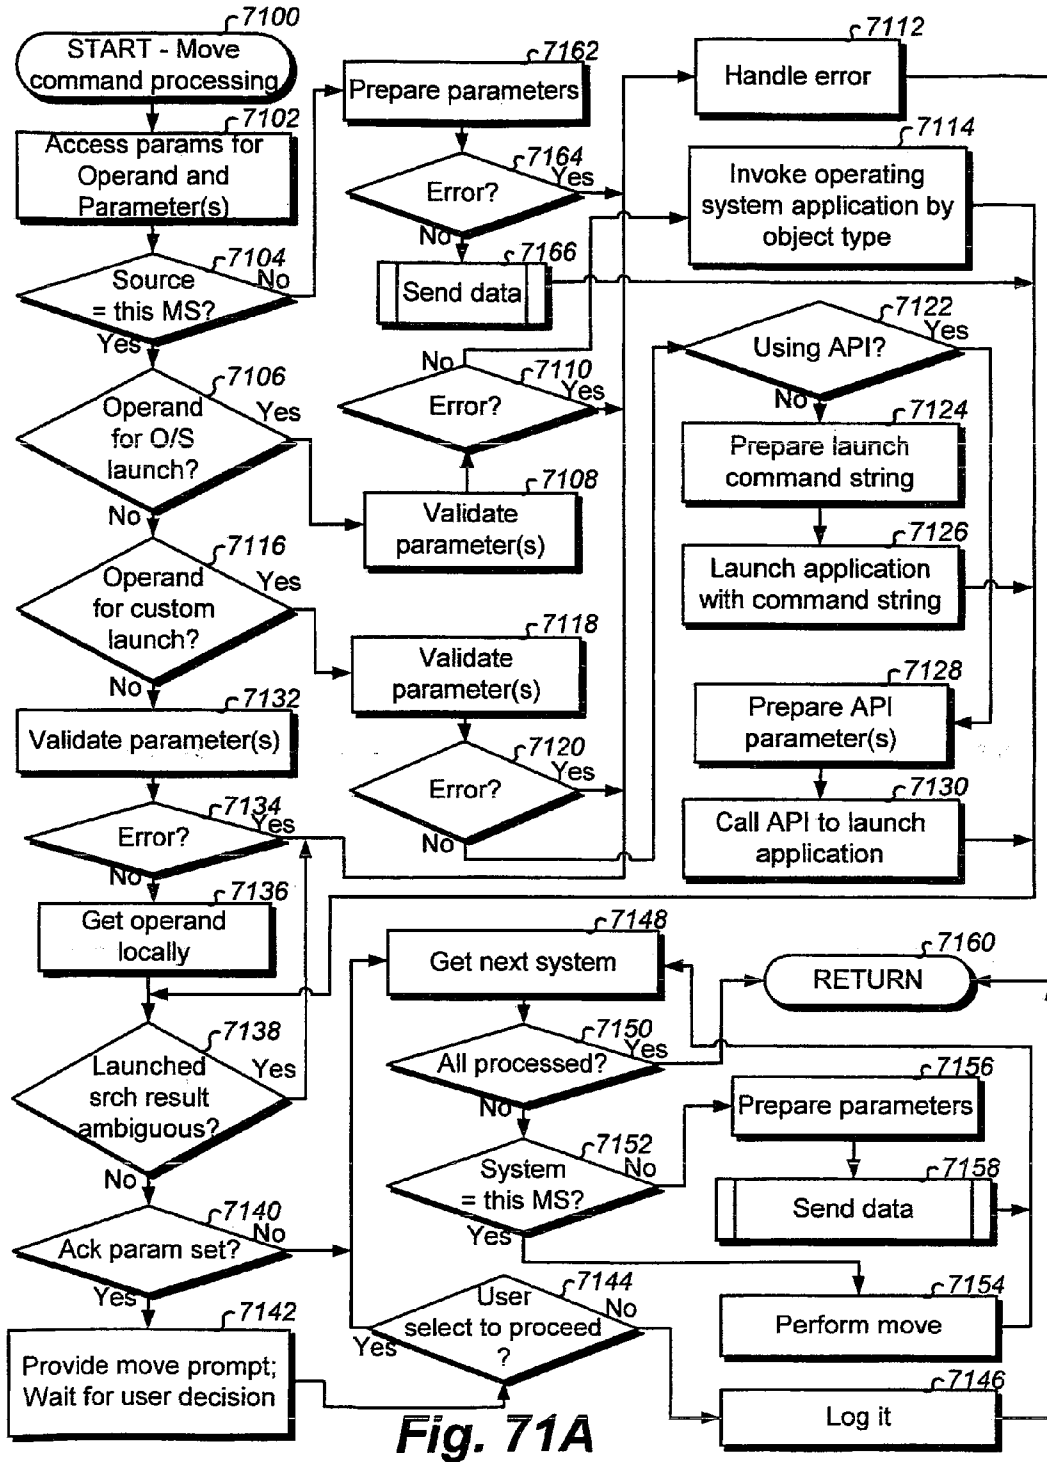 7100
START - Move
command processing
7102
Access params for
Operand and
Parameter(s)
7104
Source
= this MS?
No
Yes
7106
Operand
for O/S
launch?
Yes
No
7116
Operand
for custom
launch?
Yes
No
7132
Validate parameter(s)
7134
Error?
Yes
No
7136
Get operand
locally
7138
Launched
srch result
ambiguous?
Yes
No
7140
Ack param set?
No
Yes
7142
Provide move prompt;
Wait for user decision
7162
Prepare parameters
7164
Error?
Yes
No
7166
Send data
No
7110
Error?
Yes
7108
Validate
parameter(s)
7118
Validate
parameter(s)
7120
Error?
Yes
No
7112
Handle error
7114
Invoke operating
system application by
object type
7122
Using API?
Yes
No
7124
Prepare launch
command string
7126
Launch application
with command string
7128
Prepare API
parameter(s)
7130
Call API to launch
application
7148
Get next system
7160
RETURN
7150
All processed?
Yes
No
7152
System
= this MS?
No
Yes
7156
Prepare parameters
7158
Send data
7154
Perform move
7144
User
select to proceed
?
No
Yes
7146
Log it
Fig. 71A